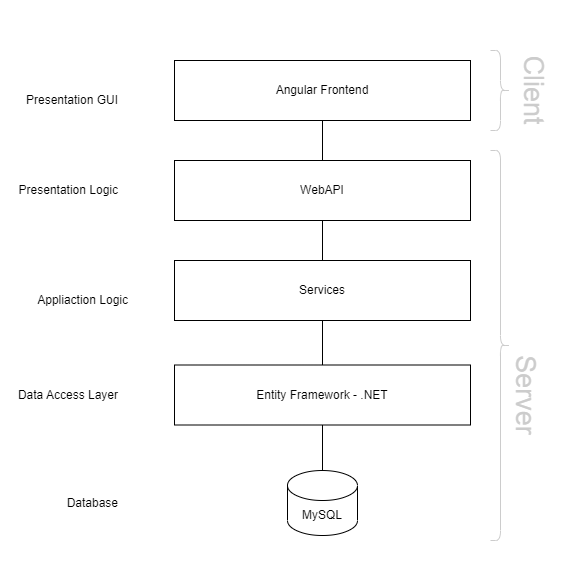 Client
Presentation GUI
Angular Frontend
Presentation Logic
WebAPI
Appliaction Logic
Services
Server
Data Access Layer
Entity Framework - .NET
Database
MySQL